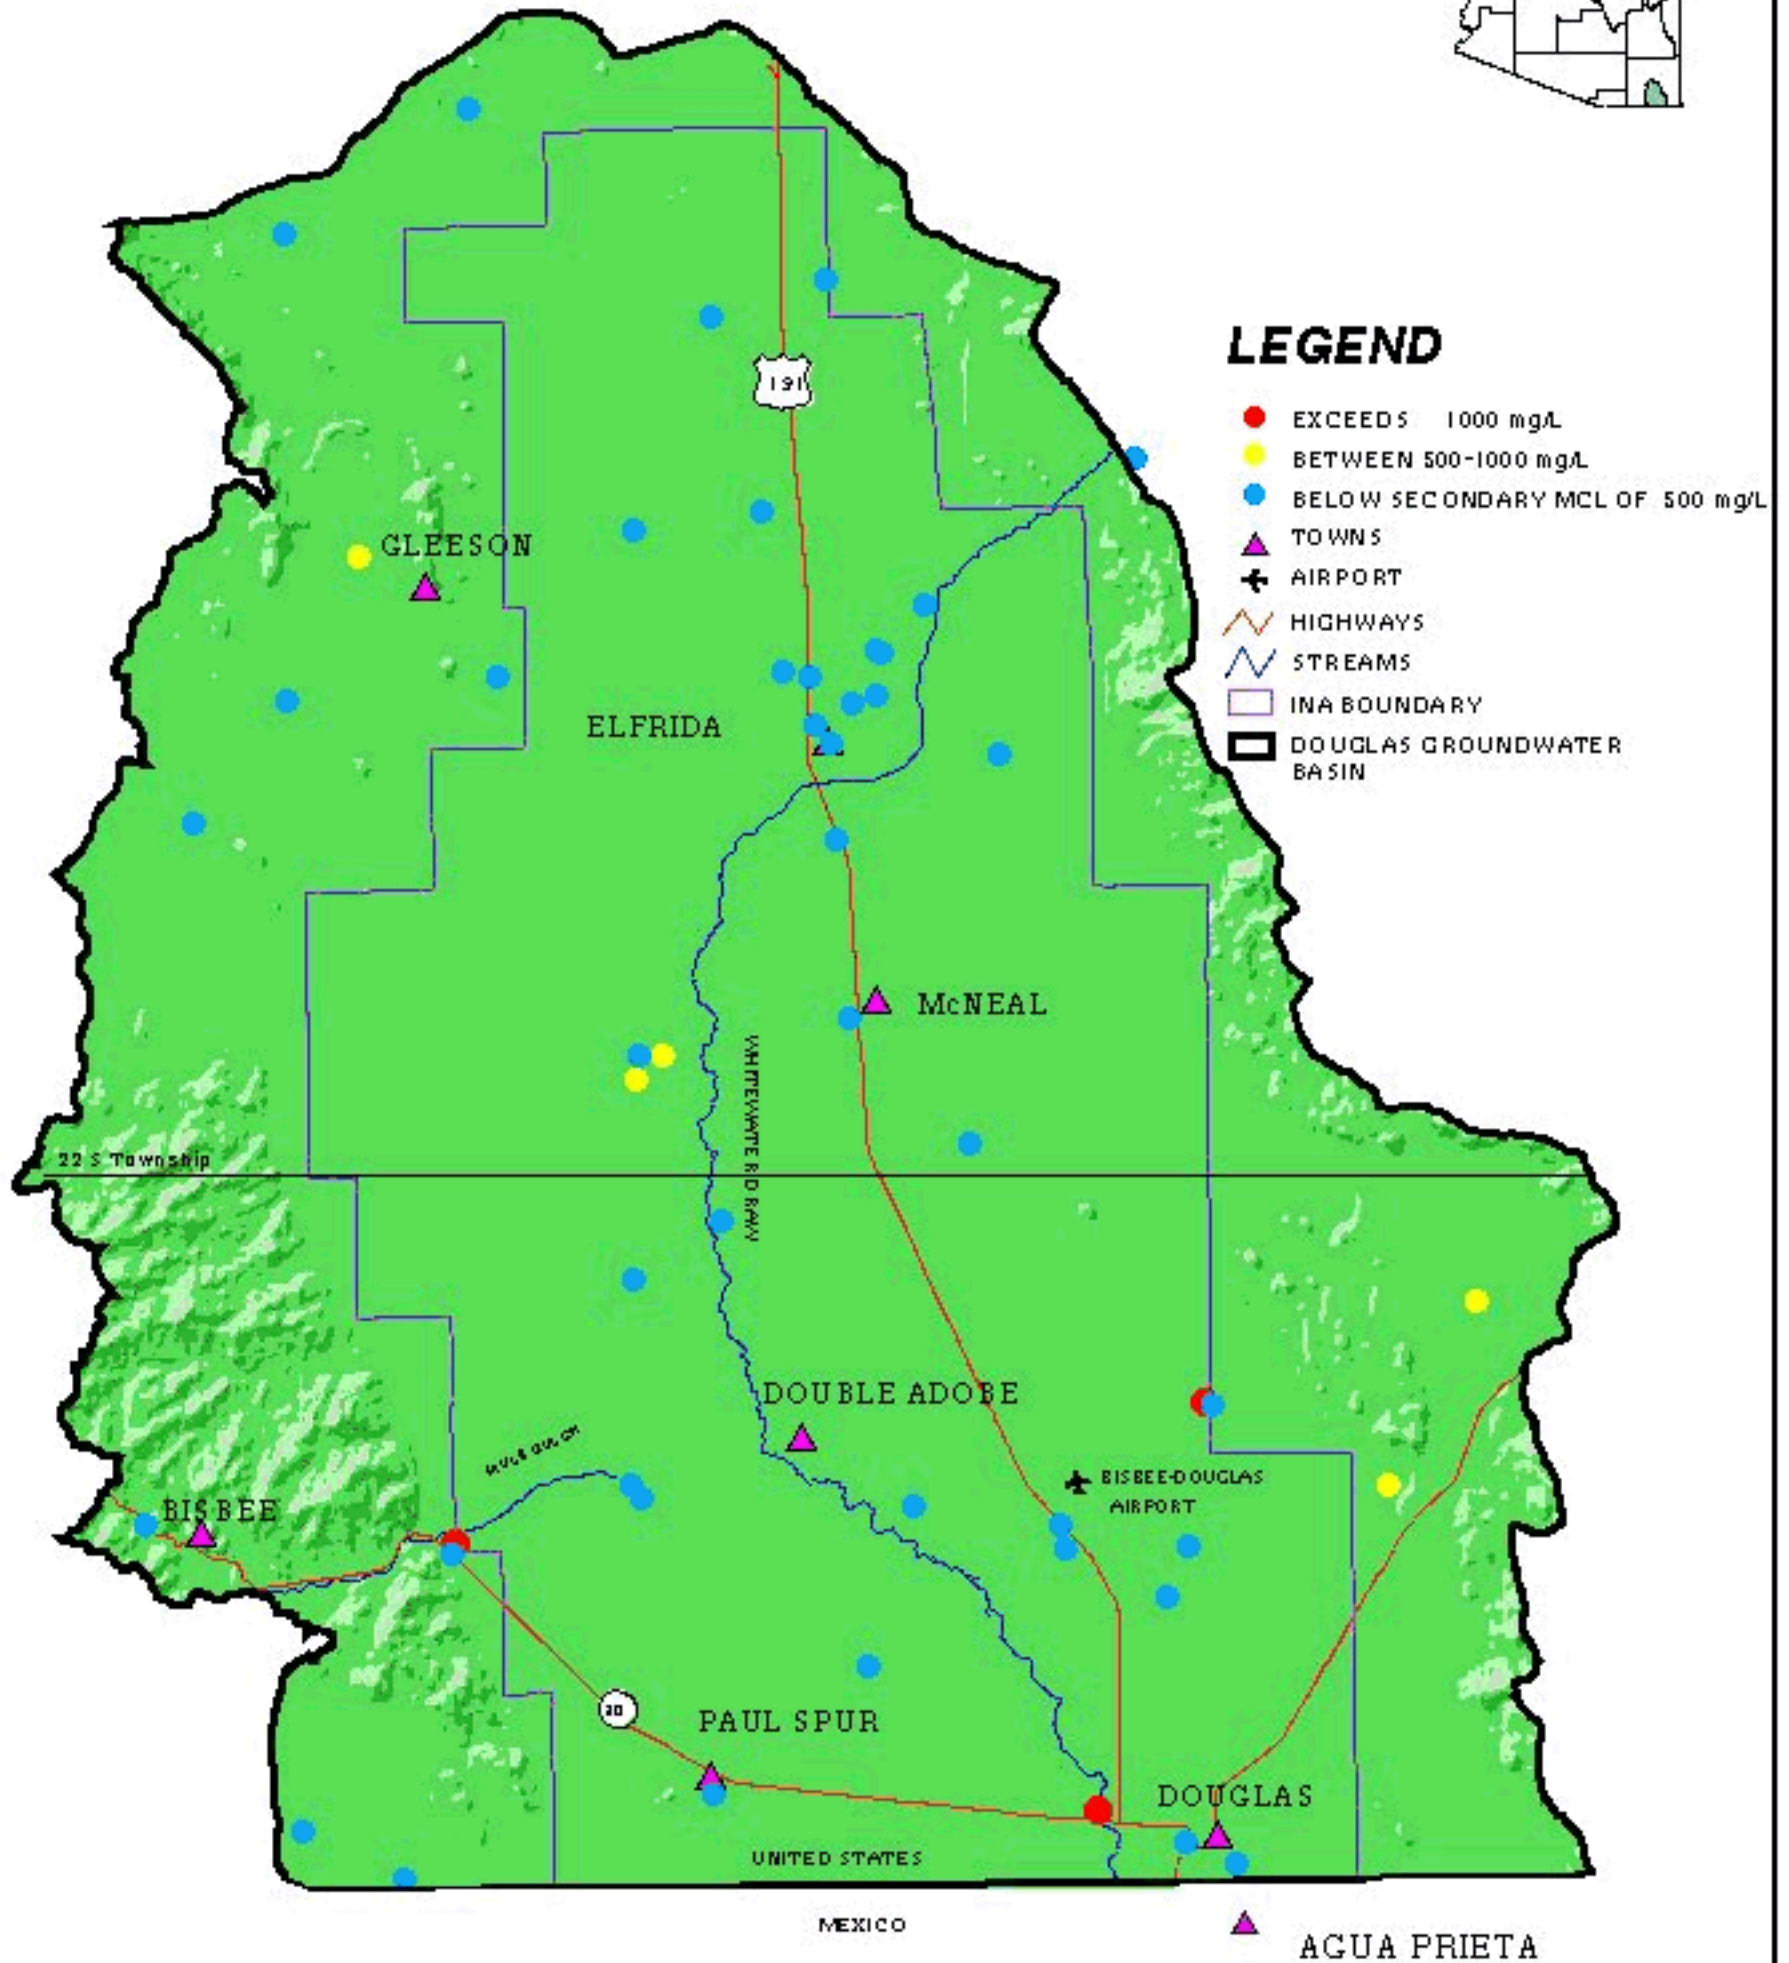 191
LEGEND
EXCEEDS 1000 mg/L
BETWEEN 500-1000 mg/L
BELOW SECONDARY MCL OF 500 mg/L
TOWNS
AIRPORT
HIGHWAYS
STREAMS
INA BOUNDARY
DOUGLAS GROUNDWATER
BASIN
GLEESON
ELFRIDA
McNEAL
WHITEWATER DRAW
22 S Township
DOUBLE ADOBE
MULE GULCH
BISBEE-DOUGLAS
AIRPORT
BISBEE
80
PAUL SPUR
DOUGLAS
UNITED STATES
MEXICO
AGUA PRIETA